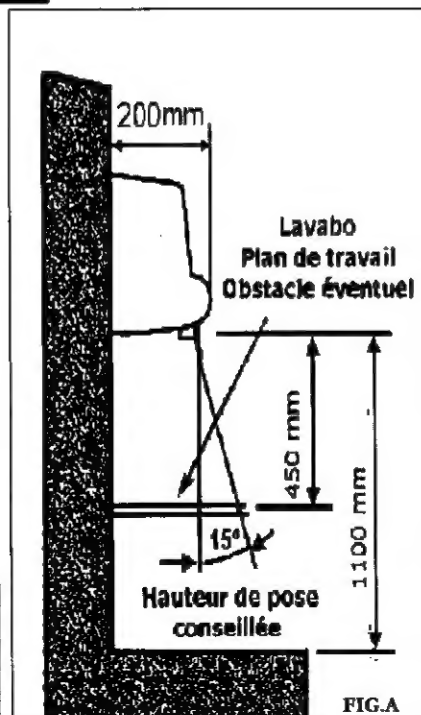 200mm
Lavabo
Plan de travail
Obstacle éventuel
450 mm
1100 mm
15°
Hauteur de pose
conseillée
FIG.A